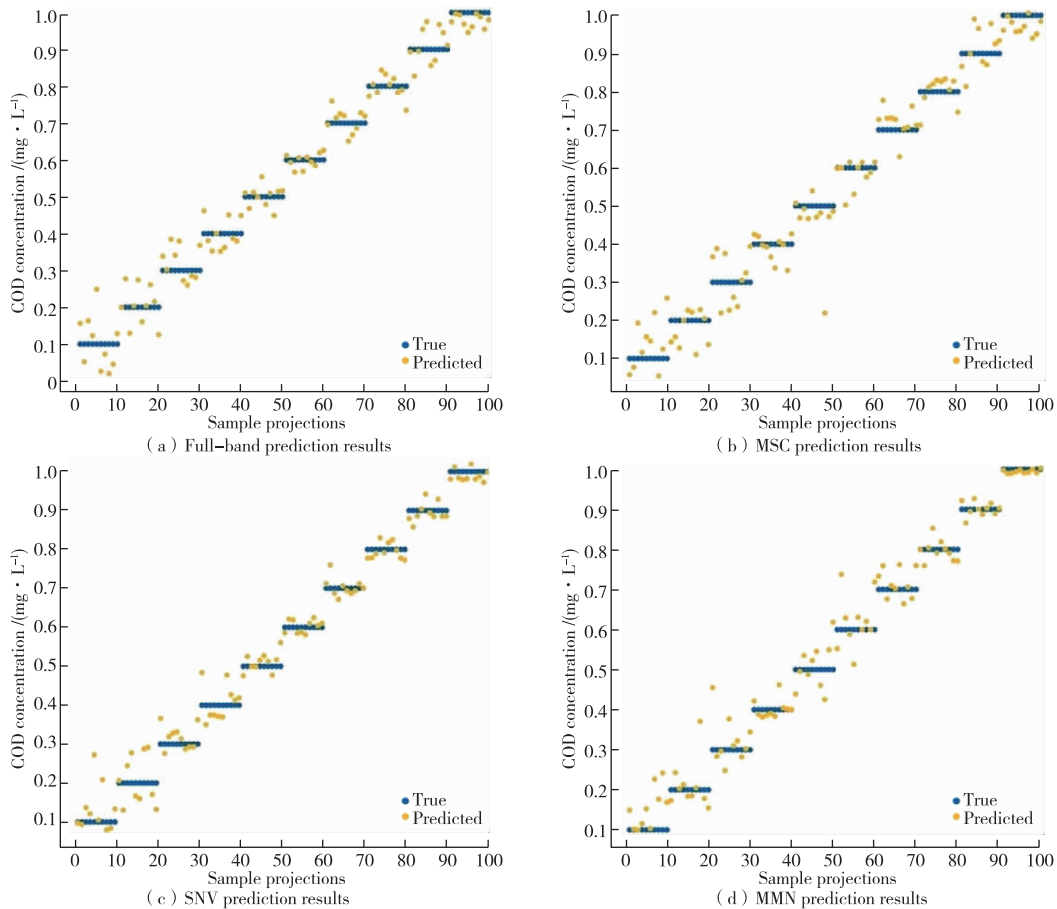 1.0
0.9
0.8
0.7
0.6
0.5
0.4
0.3
0.2
0.1
0
COD concentration /(mg·L⁻¹)
True
Predicted
0 10 20 30 40 50 60 70 80 90 100
Sample projections
(a) Full-band prediction results
1.0
0.9
0.8
0.7
0.6
0.5
0.4
0.3
0.2
0.1
COD concentration /(mg·L⁻¹)
True
Predicted
0 10 20 30 40 50 60 70 80 90 100
Sample projections
(b) MSC prediction results
1.0
0.9
0.8
0.7
0.6
0.5
0.4
0.3
0.2
0.1
COD concentration /(mg·L⁻¹)
True
Predicted
0 10 20 30 40 50 60 70 80 90 100
Sample projections
(c) SNV prediction results
1.0
0.9
0.8
0.7
0.6
0.5
0.4
0.3
0.2
0.1
COD concentration /(mg·L⁻¹)
True
Predicted
0 10 20 30 40 50 60 70 80 90 100
Sample projections
(d) MMN prediction results